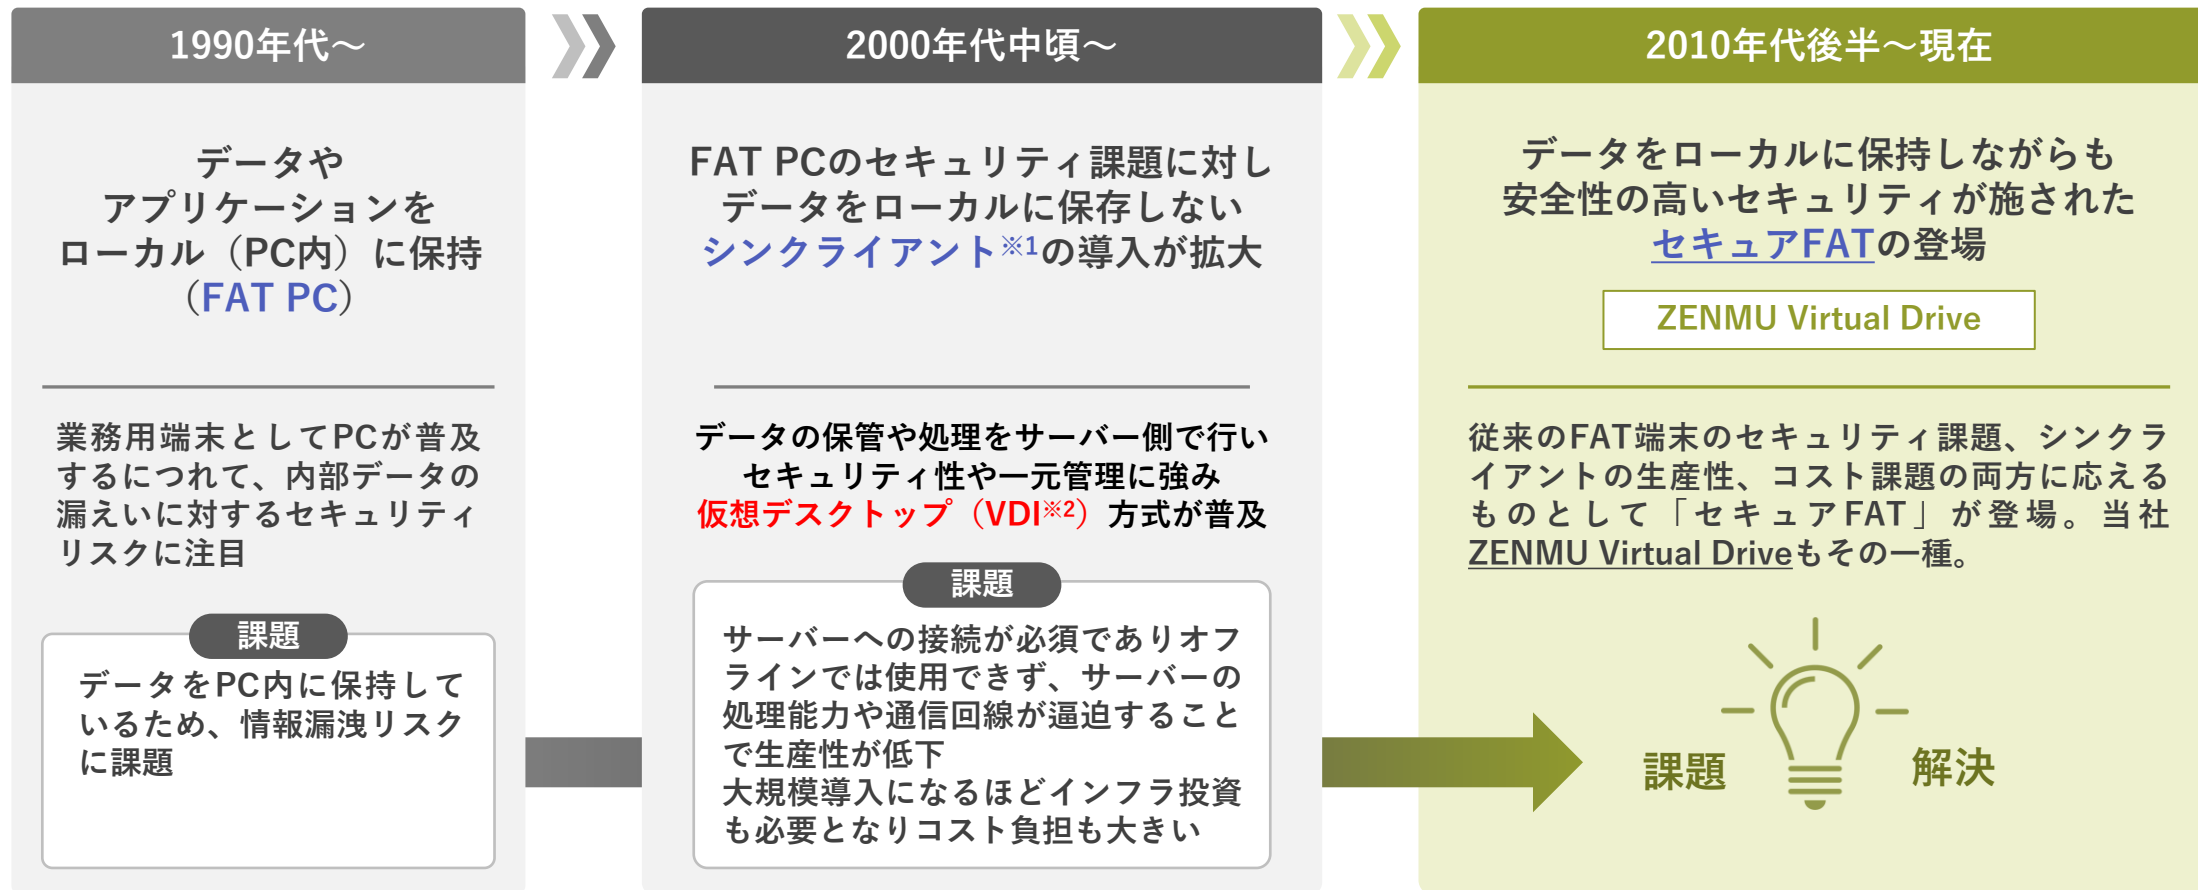 1990年代～
データや
アプリケーションを
ローカル（PC内）に保持
（FAT PC）
業務用端末としてPCが普及
するにつれて、内部データの
漏えいに対するセキュリティ
リスクに注目
課題
データをPC内に保持して
いるため、情報漏洩リスク
に課題
2000年代中頃～
FAT PCのセキュリティ課題に対し
データをローカルに保存しない
シンクライアント※1の導入が拡大
データの保管や処理をサーバー側で行い
セキュリティ性や一元管理に強み
仮想デスクトップ（VDI※2）方式が普及
課題
サーバーへの接続が必須でありオフ
ラインでは使用できず、サーバーの
処理能力や通信回線が逼迫すること
で生産性が低下
大規模導入になるほどインフラ投資
も必要となりコスト負担も大きい
2010年代後半～現在
データをローカルに保持しながらも
安全性の高いセキュリティが施された
セキュアFATの登場
ZENMU Virtual Drive
従来のFAT端末のセキュリティ課題、シンクラ
イアントの生産性、コスト課題の両方に応える
ものとして「セキュアFAT」が登場。当社
ZENMU Virtual Driveもその一種。
課題
解決